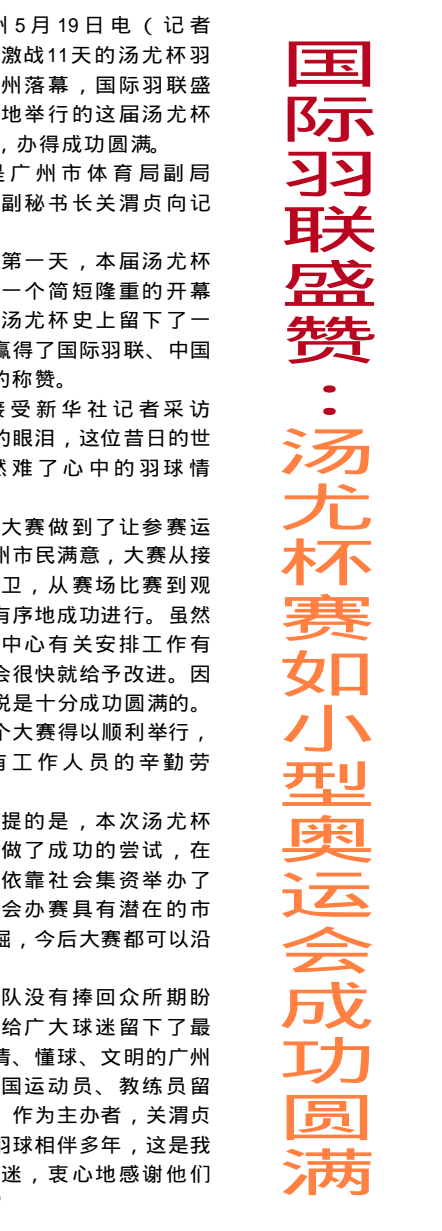 国际羽联盛赞：汤尤杯赛如小型奥运会成功圆满
州5月19日电（记者
激战11天的汤尤杯羽
州落幕，国际羽联盛
地举行的这届汤尤杯
，办得成功圆满。
是广州市体育局副局
副秘书长关渭贞向记
第一天，本届汤尤杯
一个简短隆重的开幕
汤尤杯史上留下了一
赢得了国际羽联、中国
的称赞。
接受新华社记者采访
的眼泪，这位昔日的世
然难了心中的羽球情
大赛做到了让参赛运
州市民满意，大赛从接
卫，从赛场比赛到观
有序地成功进行。虽然
中心有关安排工作有
会很快就给予改进。因
说是十分成功圆满的。
个大赛得以顺利举行，
有工作人员的辛勤劳
提的是，本次汤尤杯
做了成功的尝试，在
依靠社会集资举办了
会办赛具有潜在的市
掘，今后大赛都可以沿
队没有捧回众所期盼
给广大球迷留下了最
情、懂球、文明的广州
国运动员、教练员留
作为主办者，关渭贞
羽球相伴多年，这是我
迷，衷心地感谢他们